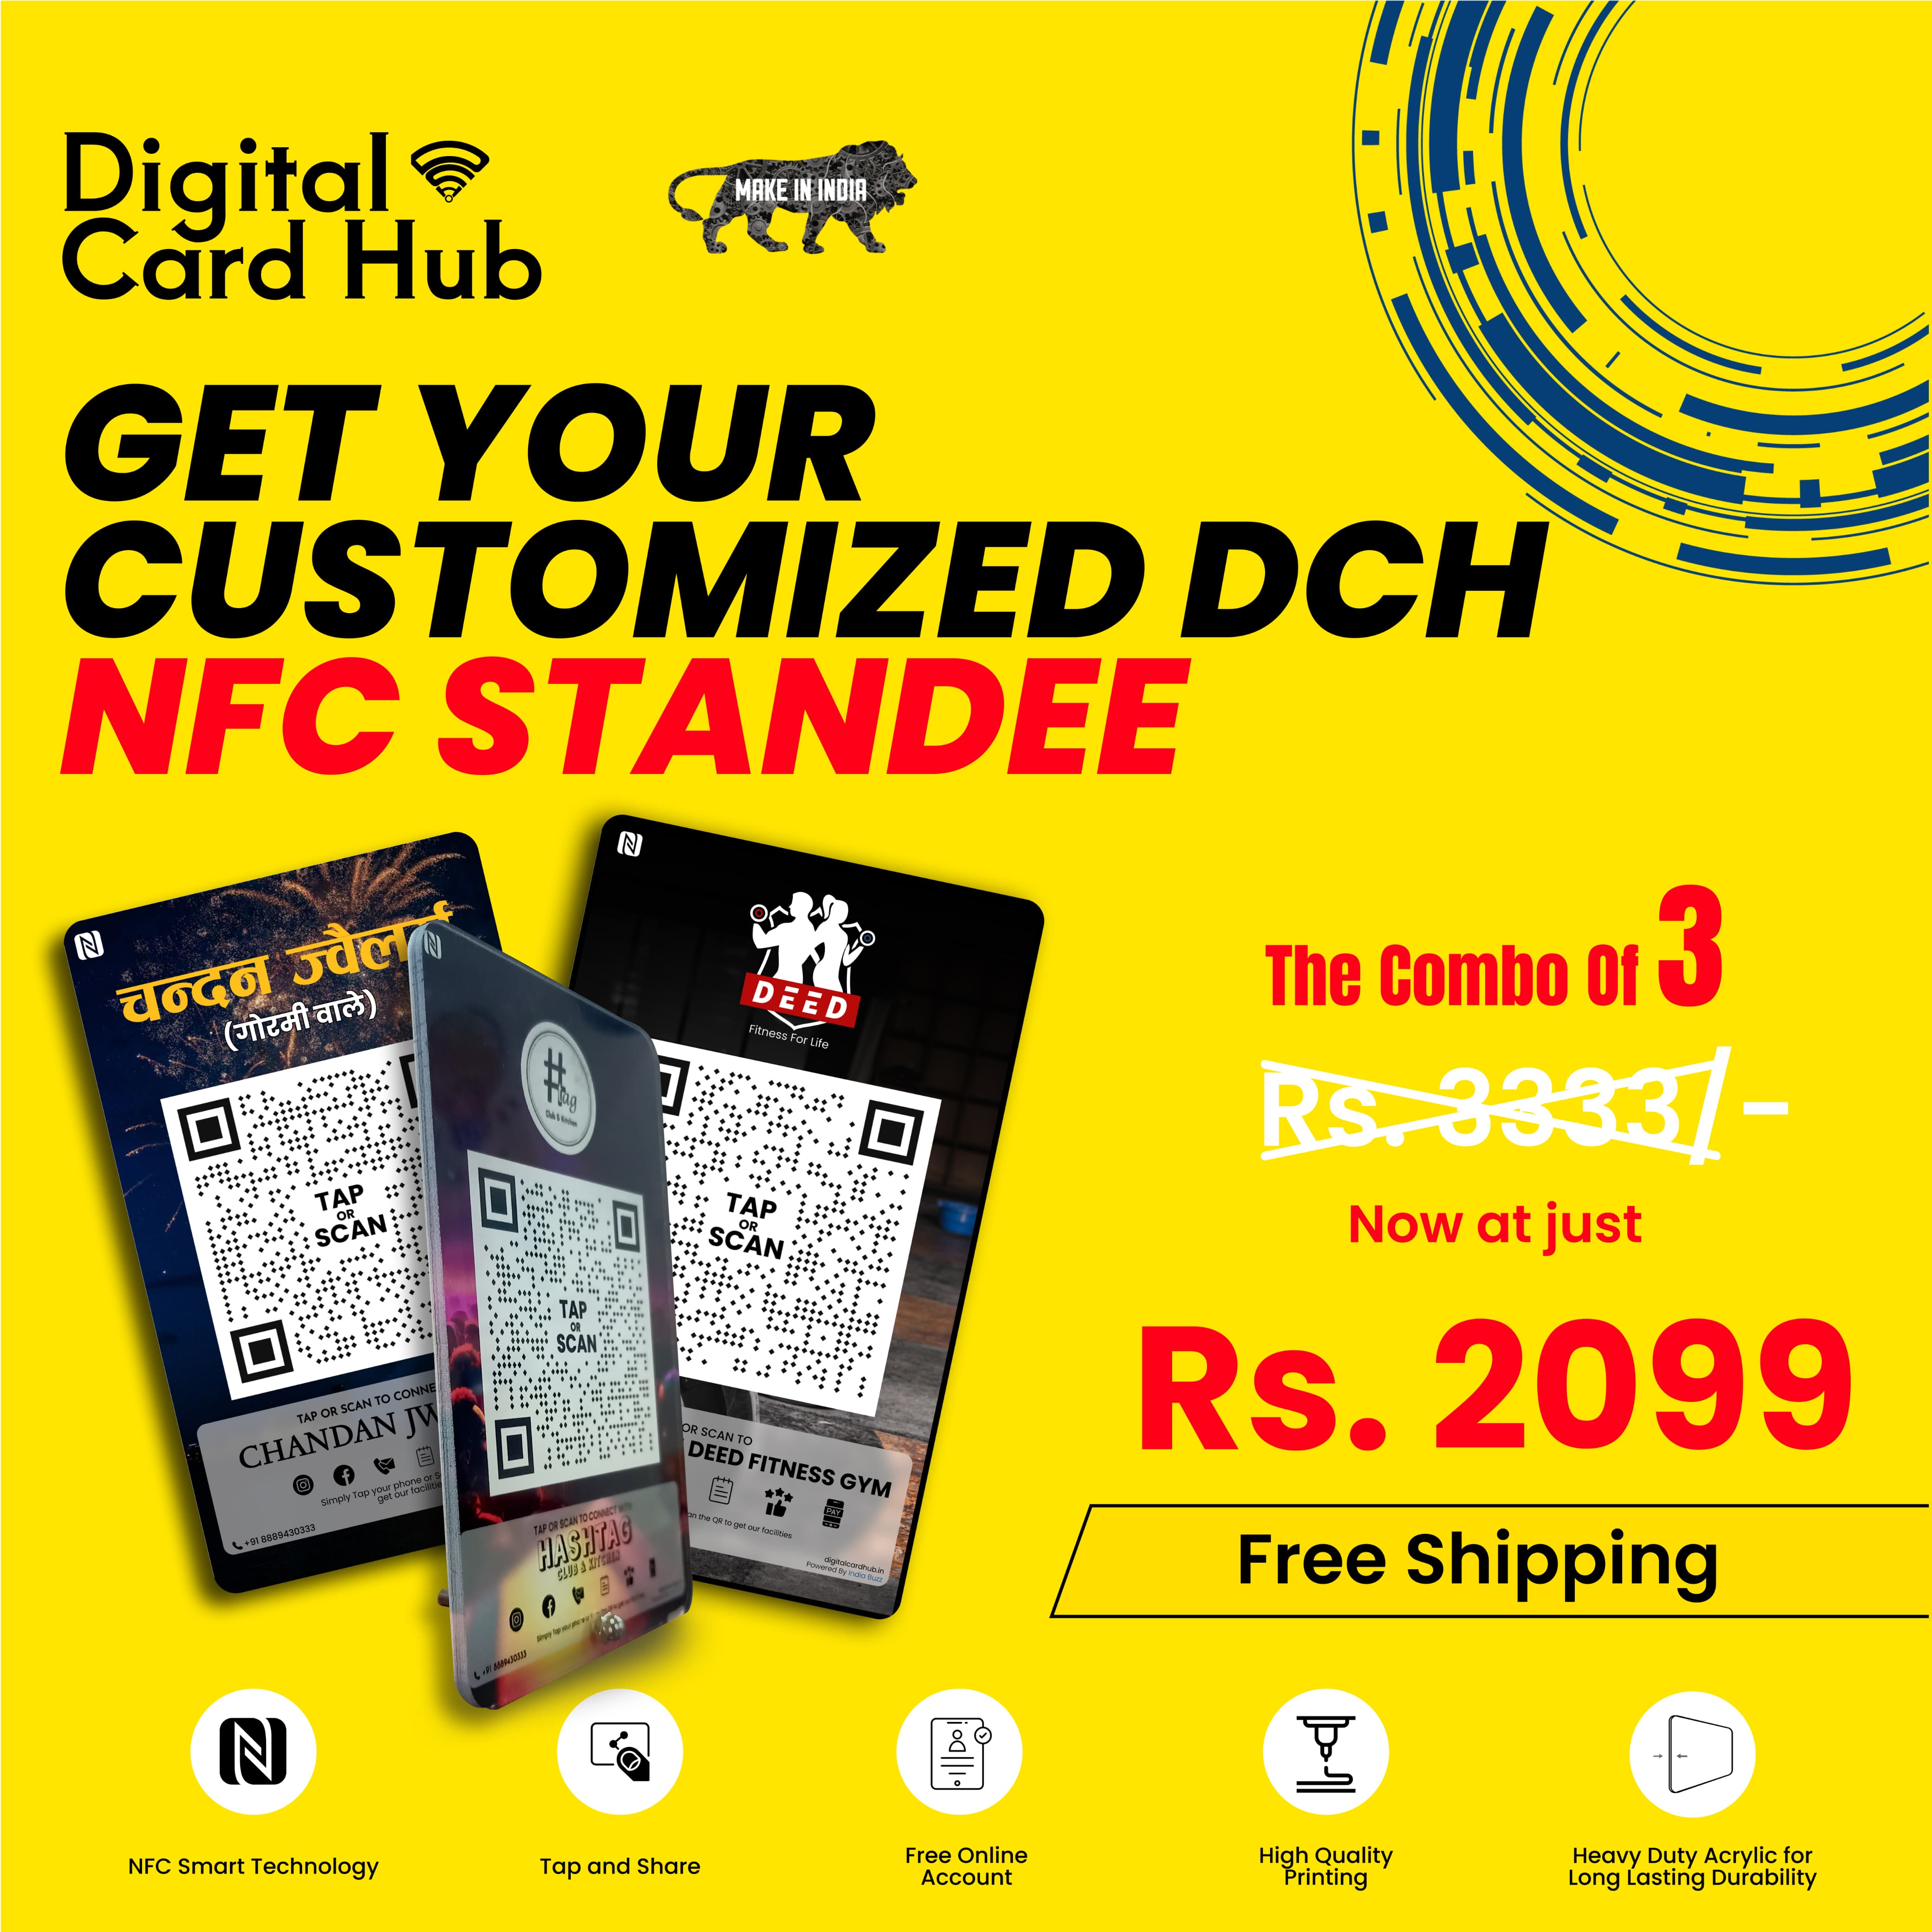 Digital
Card Hub
MAKE IN INDIA
GET YOUR
CUSTOMIZED DCH
NFC STANDEE
चन्दन ज्वैल
(गोरमी वाले)
TAP
OR
SCAN
TAP OR SCAN TO CONNE
CHANDAN JW
Simply Tap your phone or S
get our facilitie
+91 8889430333
#tag
Club & Kitchen
TAP
OR
SCAN
TAP OR SCAN TO CONNECT WITH
HASHTAG
CLUB & KITCHEN
+91 8889430333
DEED
Fitness For Life
TAP
OR
SCAN
OR SCAN TO
DEED FITNESS GYM
PAY
an the QR to get our facilities
digitalcardhub.in
Powered By India Buzz
The Combo Of 3
Rs. 3333/-
Now at just
Rs. 2099
Free Shipping
NFC Smart Technology
Tap and Share
Free Online
Account
High Quality
Printing
Heavy Duty Acrylic for
Long Lasting Durability